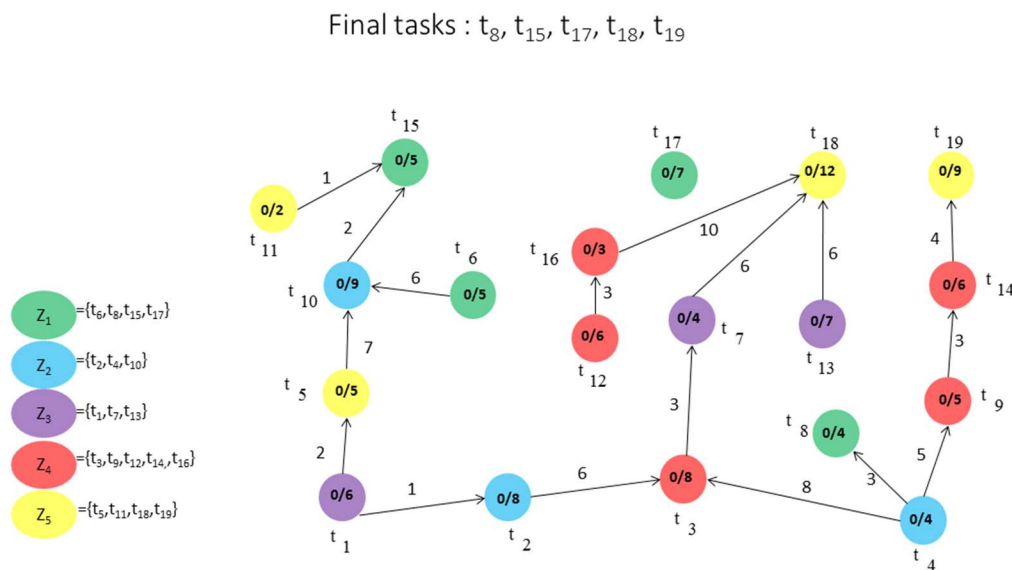 Final tasks : t8, t15, t17, t18, t19
t 15
0/5
1
0/2
t 11
2
t 10
0/9
6
t 6
0/5
7
t 5
0/5
2
0/6
t 1
1
0/8
t 2
6
0/8
t 3
3
0/4
t 7
6
t 17
0/7
t 18
0/12
10
t 16
0/3
3
0/6
t 12
6
0/7
t 13
t 19
0/9
4
0/6
t 14
3
0/5
t 9
5
t 8
0/4
3
8
0/4
t 4
Z1 ={t6,t8,t15,t17}
Z2 ={t2,t4,t10}
Z3 ={t1,t7,t13}
Z4 ={t3,t9,t12,t14,,t16}
Z5 ={t5,t11,t18,t19}